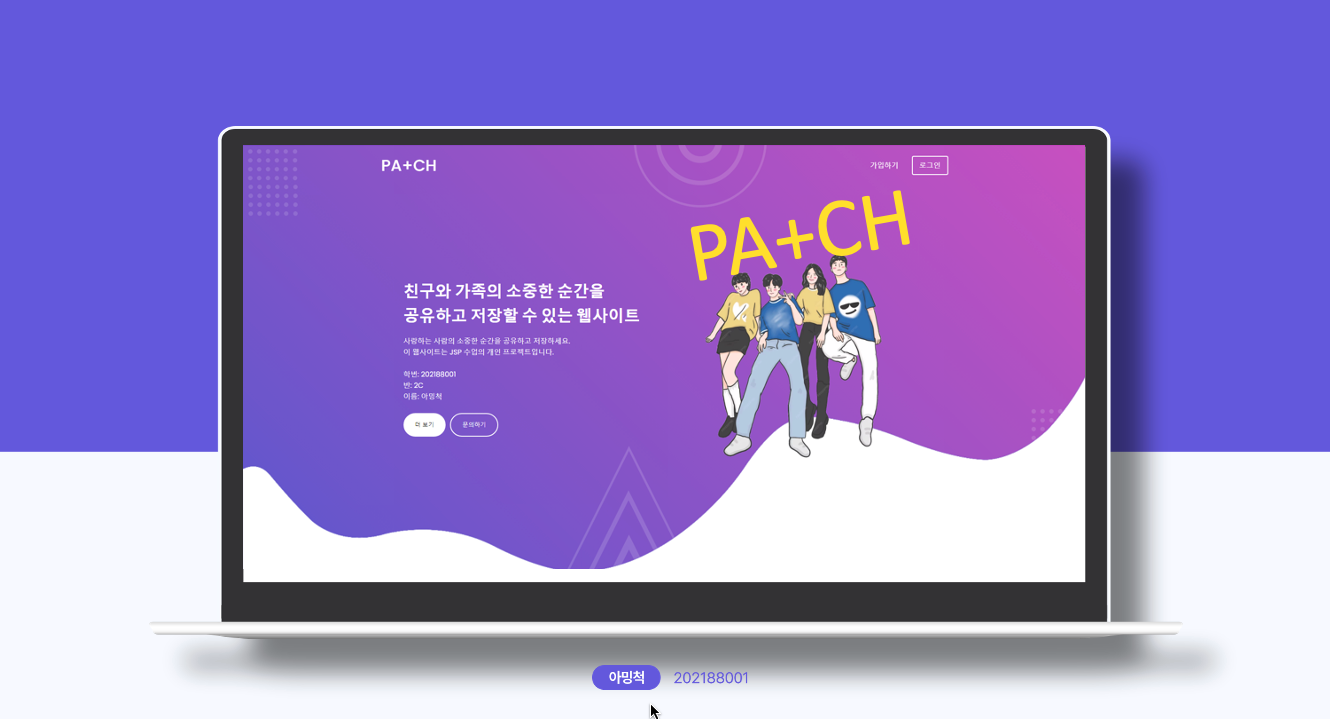 PA+CH
가입하기
로그인
PA+CH
친구와 가족의 소중한 순간을
공유하고 저장할 수 있는 웹사이트
사랑하는 사람의 소중한 순간을 공유하고 저장하세요.
이 웹사이트는 JSP 수업의 개인 프로젝트입니다.
학번: 202188001
반: 2C
이름: 아밍척
더 보기
문의하기
아밍척
202188001